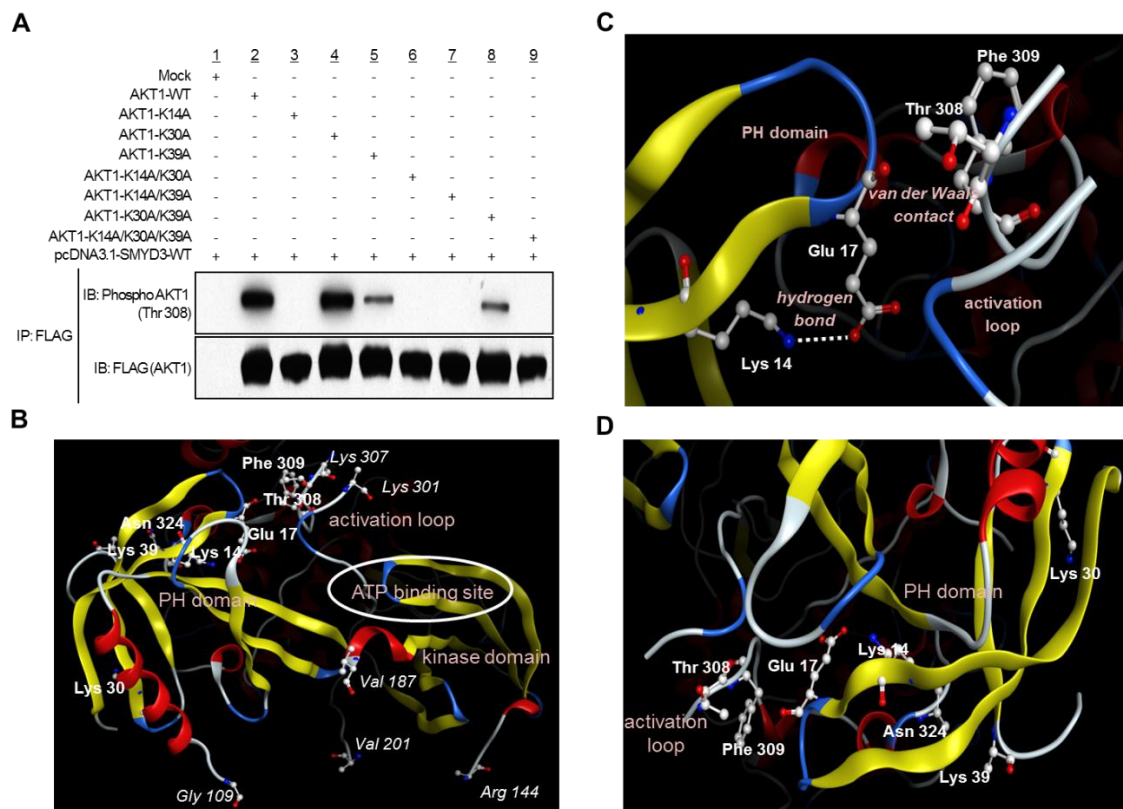 A
1 2 3 4 5 6 7 8 9
Mock + - - - - - - - -
AKT1-WT - + - - - - - - -
AKT1-K14A - - + - - - - - -
AKT1-K30A - - - + - - - - -
AKT1-K39A - - - - + - - - -
AKT1-K14A/K30A - - - - - + - - -
AKT1-K14A/K39A - - - - - - + - -
AKT1-K30A/K39A - - - - - - - + -
AKT1-K14A/K30A/K39A - - - - - - - - +
pcDNA3.1-SMYD3-WT + + + + + + + + +
IP: FLAG
IB: Phospho AKT1
(Thr 308)
IB: FLAG (AKT1)
B
Phe 309
Lys 307
Lys 301
Thr 308
activation loop
Asn 324
Glu 17
Lys 39
Lys 14
PH domain
ATP binding site
kinase domain
Lys 30
Val 187
Val 201
Gly 109
Arg 144
C
Phe 309
Thr 308
PH domain
van der Waals
contact
Glu 17
hydrogen
bond
activation
loop
Lys 14
D
Lys 30
PH domain
Thr 308
Glu 17
Lys 14
activation
loop
Phe 309
Asn 324
Lys 39